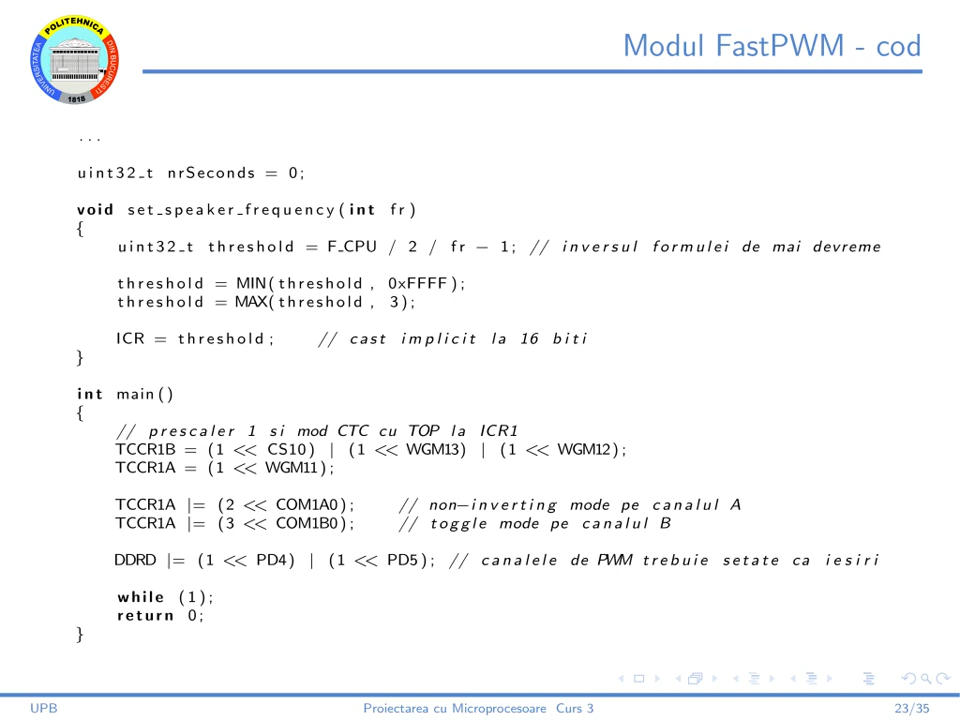 POLITEHNICA
UNIVERSITATEA
DIN BUCURESTI
1818
Modul FastPWM - cod
...
uint32_t nrSeconds = 0;
void set_speaker_frequency(int fr)
{
uint32_t threshold = F_CPU / 2 / fr − 1; // inversul formulei de mai devreme
threshold = MIN(threshold, 0xFFFF);
threshold = MAX(threshold, 3);
ICR = threshold; // cast implicit la 16 biti
}
int main()
{
// prescaler 1 si mod CTC cu TOP la ICR1
TCCR1B = (1 << CS10) | (1 << WGM13) | (1 << WGM12);
TCCR1A = (1 << WGM11);
TCCR1A |= (2 << COM1A0); // non−inverting mode pe canalul A
TCCR1A |= (3 << COM1B0); // toggle mode pe canalul B
DDRD |= (1 << PD4) | (1 << PD5); // canalele de PWM trebuie setate ca iesiri
while (1);
return 0;
}
UPB
Proiectarea cu Microprocesoare Curs 3
23/35